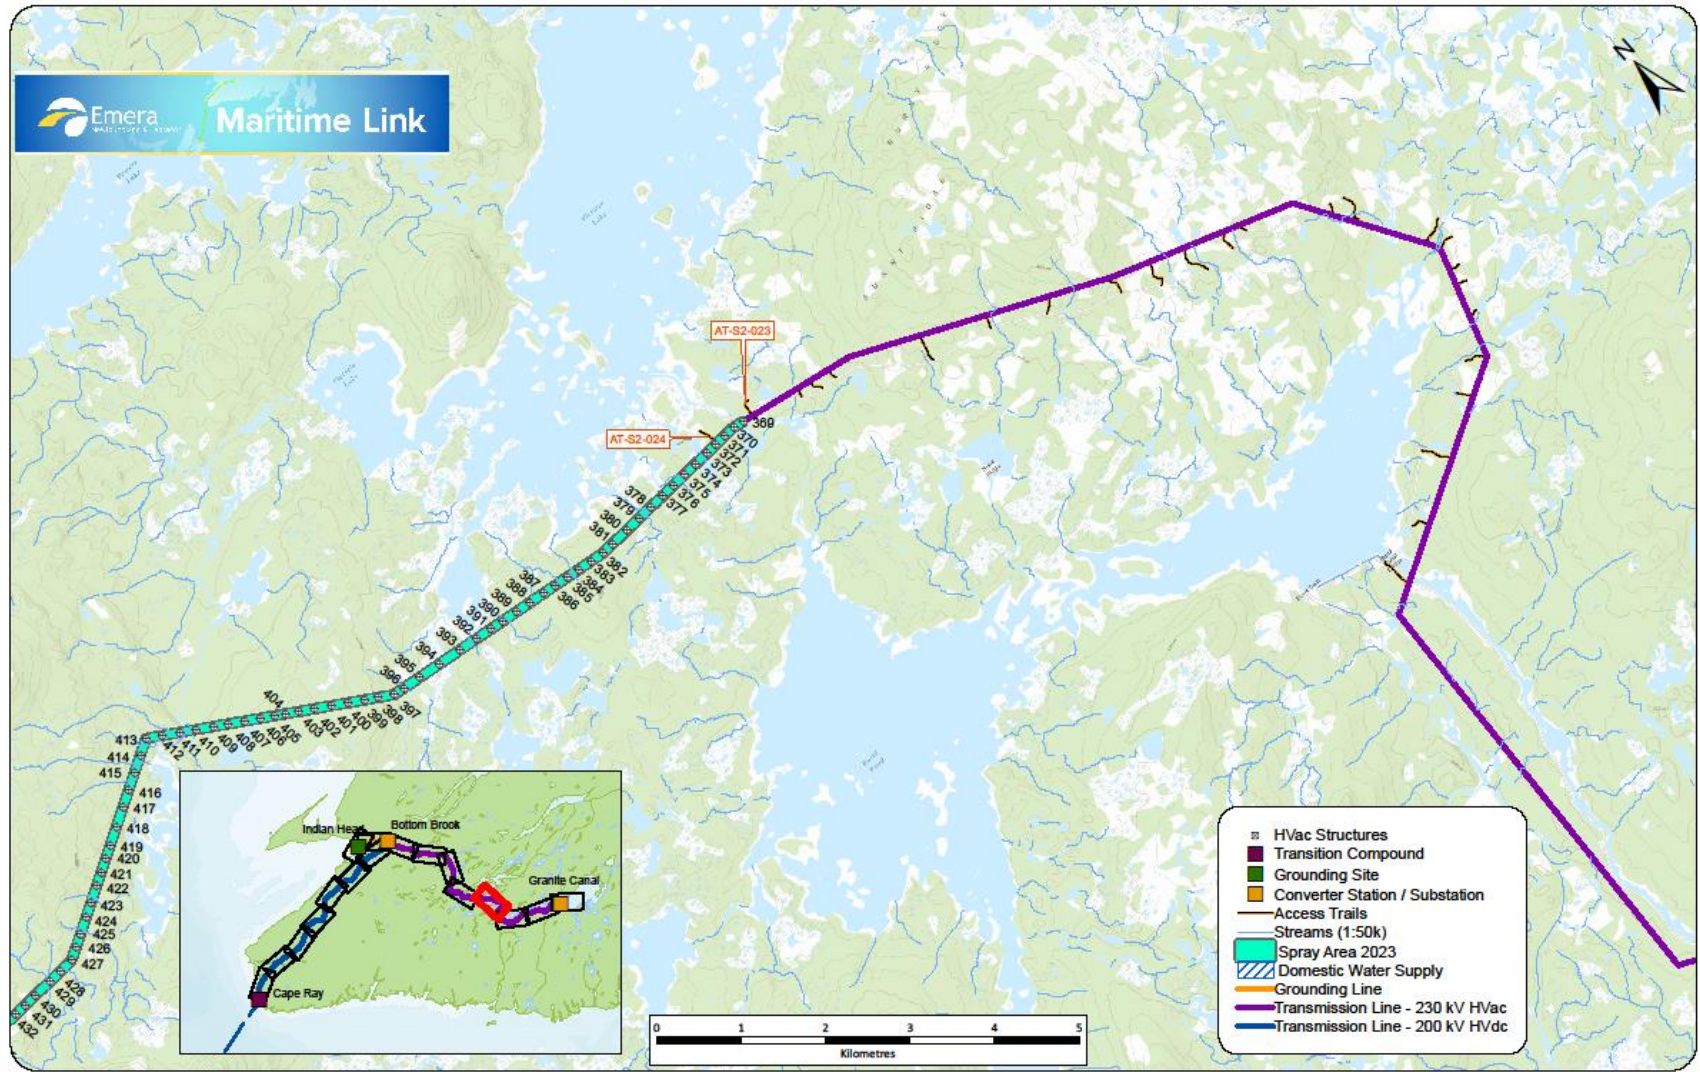 N
Emera
Maritime Link
AT-S2-023
AT-S2-024
369
370
371
372
373
374
375
376
377
378
379
380
381
382
383
384
385
386
387
388
389
390
391
392
393
394
395
396
397
398
399
400
401
402
403
404
405
406
407
408
409
410
411
412
413
414
415
416
417
418
419
420
421
422
423
424
425
426
427
428
429
430
431
432
Indian Head
Bottom Brook
Granite Canal
Cape Ray
0 1 2 3 4 5
Kilometres
HVac Structures
Transition Compound
Grounding Site
Converter Station / Substation
Access Trails
Streams (1:50k)
Spray Area 2023
Domestic Water Supply
Grounding Line
Transmission Line - 230 kV HVac
Transmission Line - 200 kV HVdc